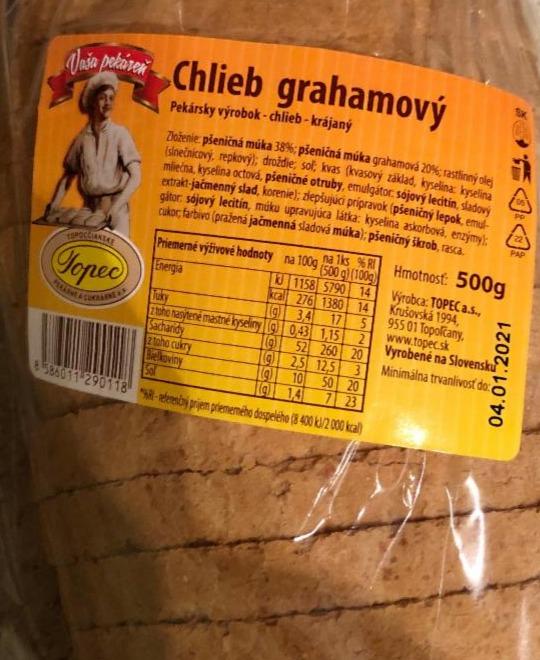 Vaša pekáreň
Chlieb grahamový
Pekársky výrobok - chlieb - krájaný
Zloženie: pšeničná múka 38%; pšeničná múka grahamová 20%; rastlinný olej
(slnečnicový, repkový); droždie; soľ; kvas (kvasový základ, kyselina: kyselina
mliečna, kyselina octová, pšeničné otruby, emulgátor: sójový lecitín, sladový
extrakt-jačmenný slad, korenie); zlepšujúci prípravok (pšeničný lepok, emul-
gátor: sójový lecitín, múku upravujúca látka: kyselina askorbová, enzýmy);
cukor; farbivo (pražená jačmenná sladová múka); pšeničný škrob, rasca.
Priemerné výživové hodnoty na 100g na 1ks (500 g) % RI (100g)
Energia kJ 1158 5790 14
kcal 276 1380 14
Tuky (g) 3,4 17 5
z toho nasýtené mastné kyseliny (g) 0,43 1,15 2
Sacharidy (g) 52 260 20
z toho cukry (g) 2,5 12,5 3
Bielkoviny (g) 10 50 20
Soľ (g) 1,4 7 23
*%RI - referenčný príjem priemerného dospelého (8 400 kJ/2 000 kcal)
Hmotnosť: 500g
Výrobca: TOPEC a.s.,
Krušovská 1994,
955 01 Topoľčany,
www.topec.sk
Vyrobené na Slovensku
Minimálna trvanlivosť do:
04.01.2021
SK
05
PP
22
PAP
TOPOĽČIANSKE
Topec
PEKÁRNE A CUKRÁRNE a.s.
8 586011 290118